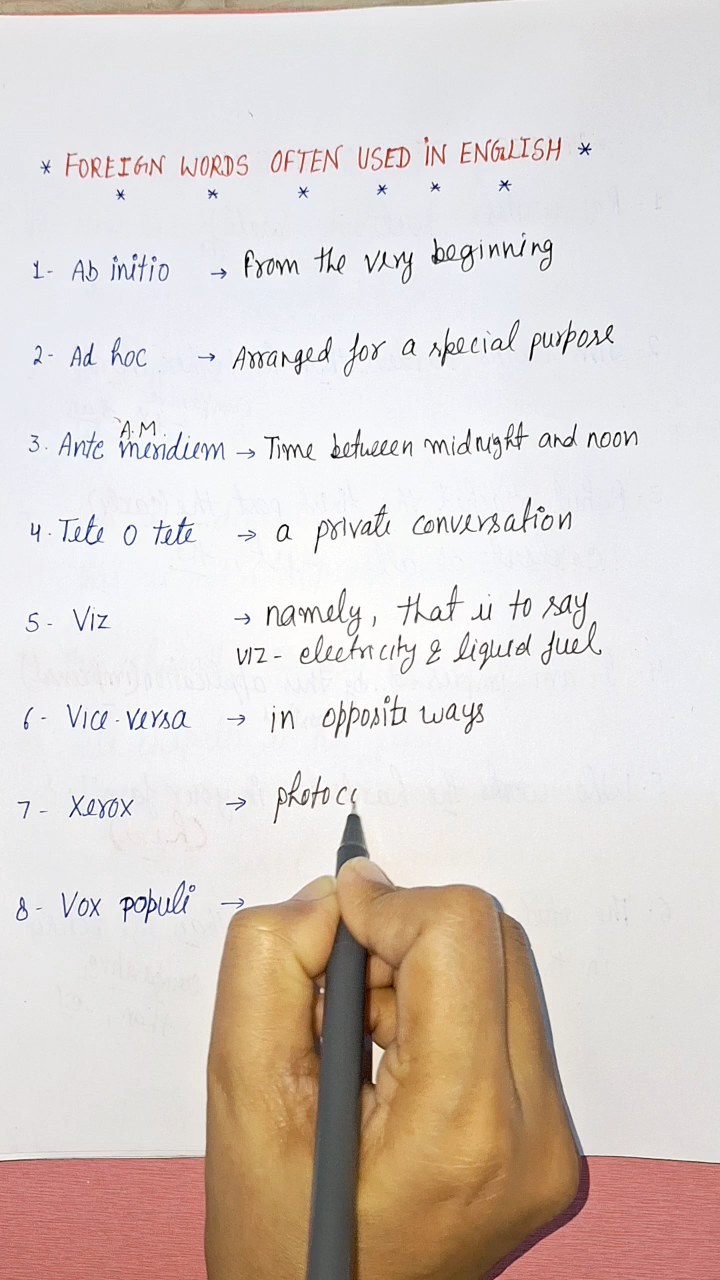 * FOREIGN WORDS OFTEN USED IN ENGLISH *
* * * * * *
1- Ab initio → From the very beginning
2- Ad hoc → Arranged for a special purpose
A.M.
3. Ante meridiem → Time between midnight and noon
4. Tete o tete → a private conversation
5- Viz → namely, that is to say
VIZ - electricity & liquid fuel
6- Vice-versa → in opposite ways
7- Xerox → photoco
8- Vox populi →